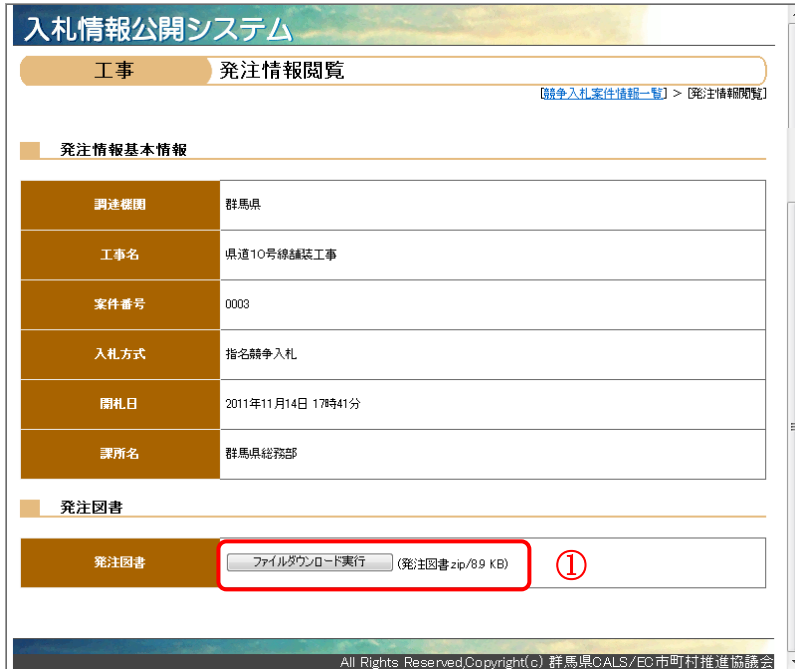 入札情報公開システム
工事 発注情報閲覧
[競争入札案件情報一覧] > [発注情報閲覧]
発注情報基本情報
調達機関 群馬県
工事名 県道10号線舗装工事
案件番号 0003
入札方式 指名競争入札
開札日 2011年11月14日 17時41分
課所名 群馬県総務部
発注図書
発注図書 ファイルダウンロード実行 (発注図書zip/8.9 KB) ①
All Rights Reserved,Copyright(c) 群馬県CALS/EC市町村推進協議会